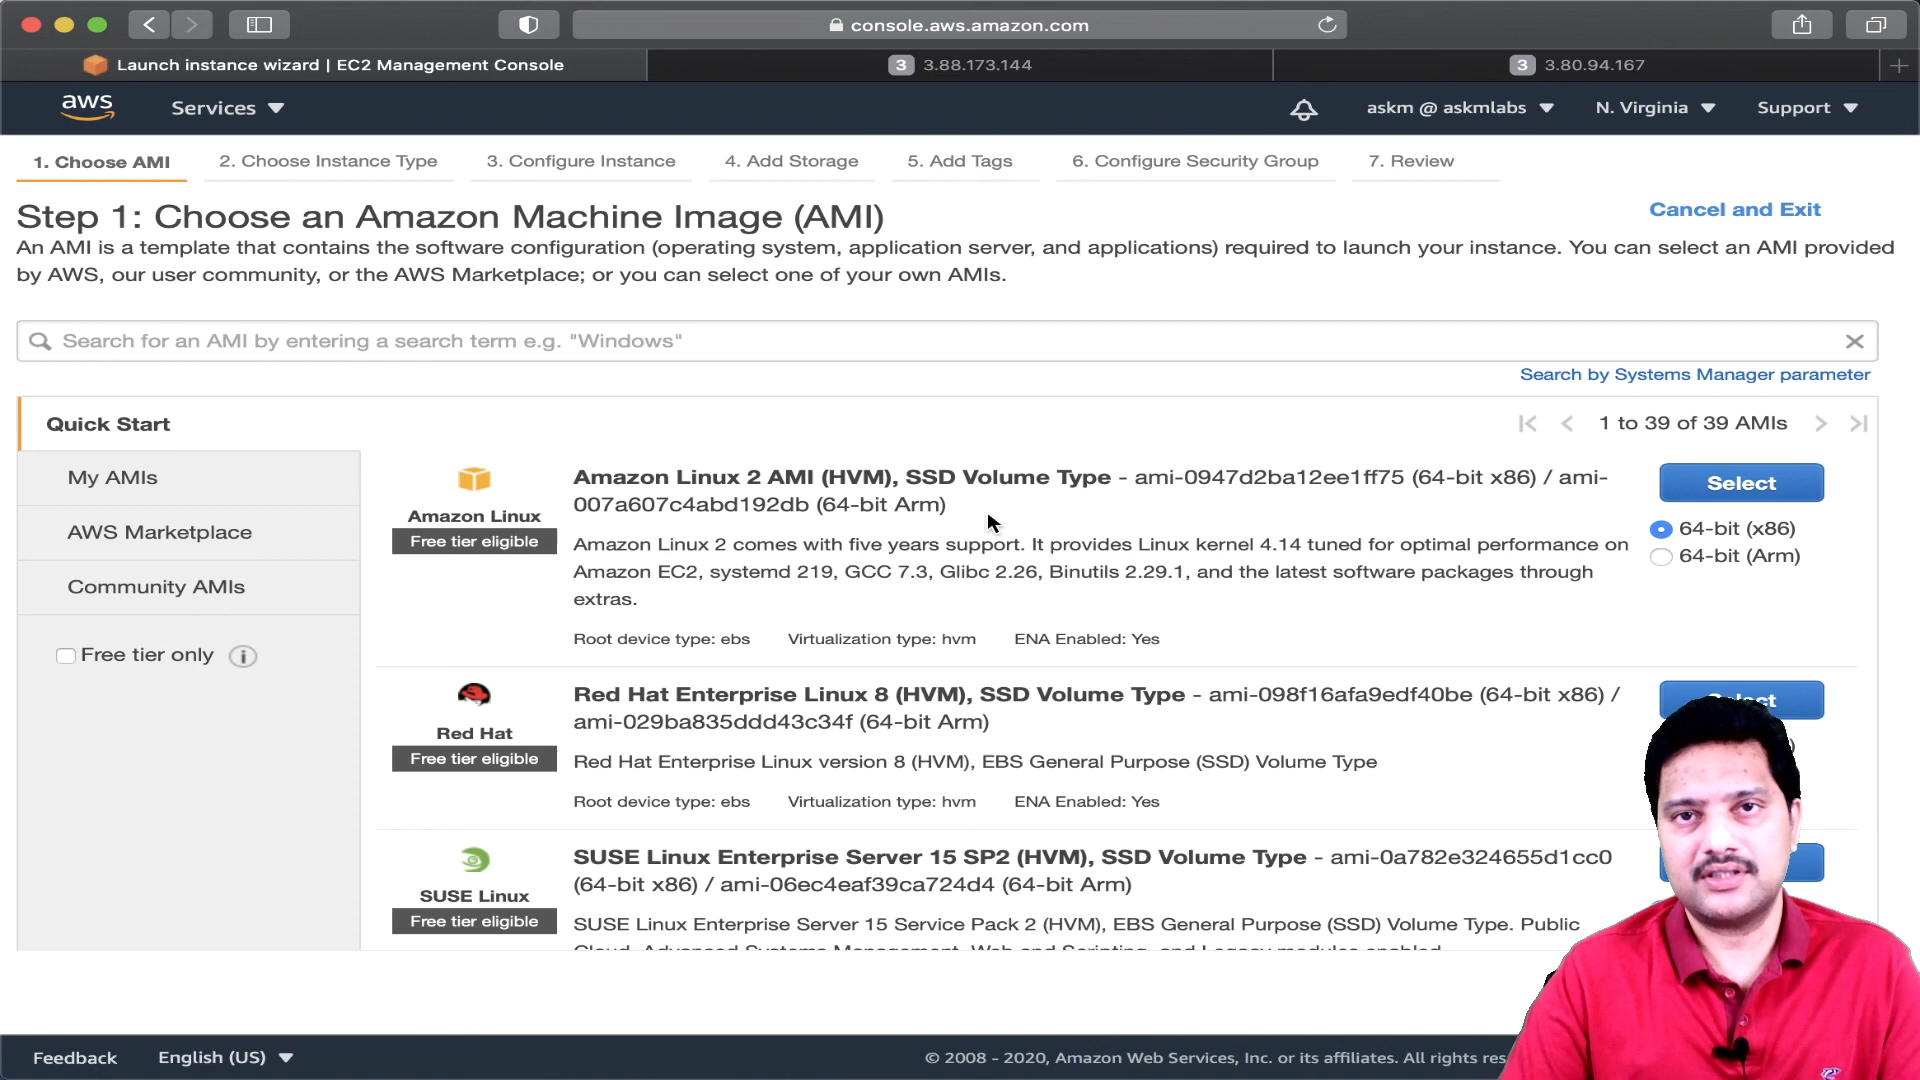 console.aws.amazon.com
Launch instance wizard | EC2 Management Console
3 3.88.173.144
3 3.80.94.167
aws
Services
askm @ askmlabs
N. Virginia
Support
1. Choose AMI
2. Choose Instance Type
3. Configure Instance
4. Add Storage
5. Add Tags
6. Configure Security Group
7. Review
Step 1: Choose an Amazon Machine Image (AMI)
Cancel and Exit
An AMI is a template that contains the software configuration (operating system, application server, and applications) required to launch your instance. You can select an AMI provided
by AWS, our user community, or the AWS Marketplace; or you can select one of your own AMIs.
Search for an AMI by entering a search term e.g. "Windows"
Search by Systems Manager parameter
Quick Start
1 to 39 of 39 AMIs
My AMIs
AWS Marketplace
Community AMIs
Free tier only
Amazon Linux
Free tier eligible
Amazon Linux 2 AMI (HVM), SSD Volume Type - ami-0947d2ba12ee1ff75 (64-bit x86) / ami-
007a607c4abd192db (64-bit Arm)
Amazon Linux 2 comes with five years support. It provides Linux kernel 4.14 tuned for optimal performance on
Amazon EC2, systemd 219, GCC 7.3, Glibc 2.26, Binutils 2.29.1, and the latest software packages through
extras.
Root device type: ebs Virtualization type: hvm ENA Enabled: Yes
Select
64-bit (x86)
64-bit (Arm)
Red Hat
Free tier eligible
Red Hat Enterprise Linux 8 (HVM), SSD Volume Type - ami-098f16afa9edf40be (64-bit x86) /
ami-029ba835ddd43c34f (64-bit Arm)
Red Hat Enterprise Linux version 8 (HVM), EBS General Purpose (SSD) Volume Type
Root device type: ebs Virtualization type: hvm ENA Enabled: Yes
Select
SUSE Linux
Free tier eligible
SUSE Linux Enterprise Server 15 SP2 (HVM), SSD Volume Type - ami-0a782e324655d1cc0
(64-bit x86) / ami-06ec4eaf39ca724d4 (64-bit Arm)
SUSE Linux Enterprise Server 15 Service Pack 2 (HVM), EBS General Purpose (SSD) Volume Type. Public
Cloud, Advanced Systems Management, Web and Scripting, and Legacy modules enabled.
Feedback
English (US)
© 2008 - 2020, Amazon Web Services, Inc. or its affiliates. All rights res